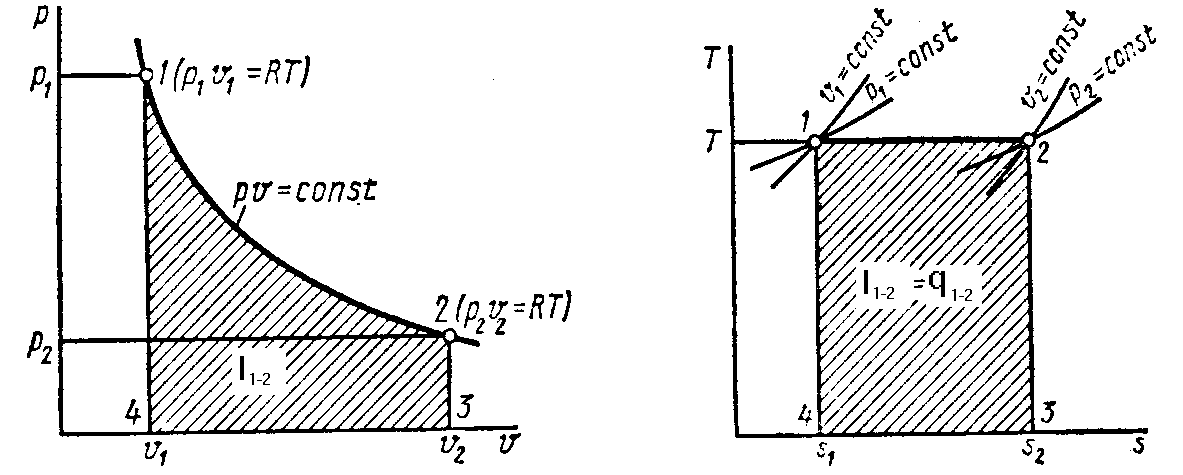 p
p₁
1 (p₁ v₁ = RT)
pv = const
2 (p₂ v₂ = RT)
p₂
l₁₋₂
4
3
v₁
v₂
v
T
v₁ = const
p₁ = const
v₂ = const
p₂ = const
T
1
2
l₁₋₂ = q₁₋₂
4
3
s₁
s₂
s